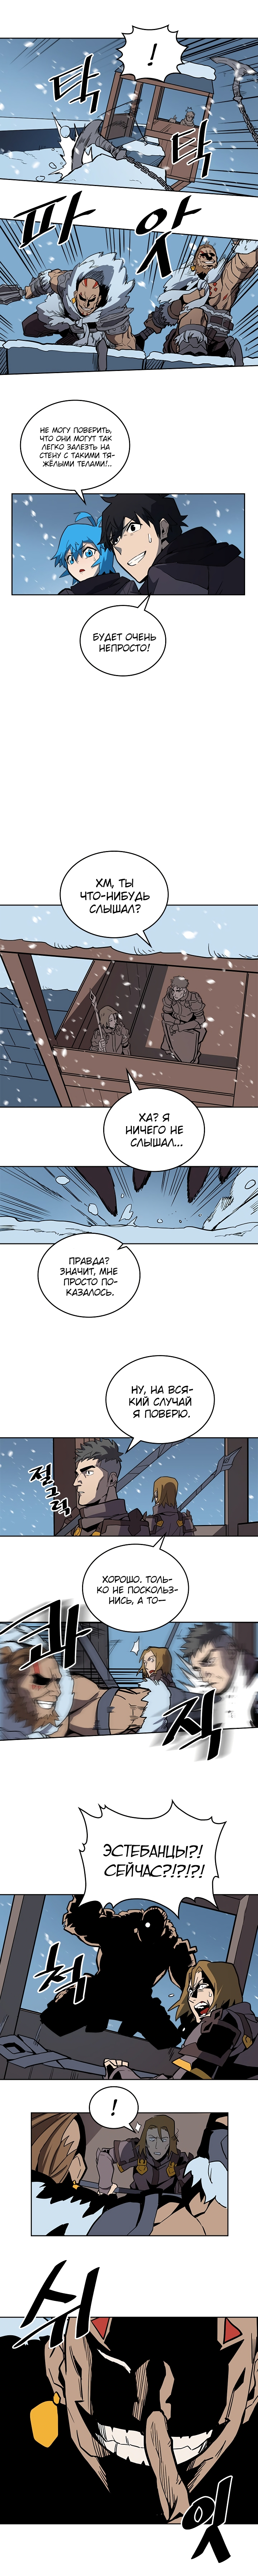 !
탁
탁
파
앗
НЕ МОГУ ПОВЕРИТЬ,
ЧТО ОНИ МОГУТ ТАК
ЛЕГКО ЗАЛЕЗТЬ НА
СТЕНУ С ТАКИМИ ТЯ-
ЖЁЛЫМИ ТЕЛАМИ!..
БУДЕТ ОЧЕНЬ
НЕПРОСТО!
ХМ, ТЫ
ЧТО-НИБУДЬ
СЛЫШАЛ?
ХА? Я
НИЧЕГО НЕ
СЛЫШАЛ...
ПРАВДА?
ЗНАЧИТ, МНЕ
ПРОСТО ПО-
КАЗАЛОСЬ.
НУ, НА ВСЯ-
КИЙ СЛУЧАЙ
Я ПОВЕРЮ.
절그럭
ХОРОШО. ТОЛЬ-
КО НЕ ПОСКОЛЬЗ-
НИСЬ, А ТО—
콰
직
ЭСТЕБАНЦЫ?!
СЕЙЧАС?!?!?!
척
!
씨
잇